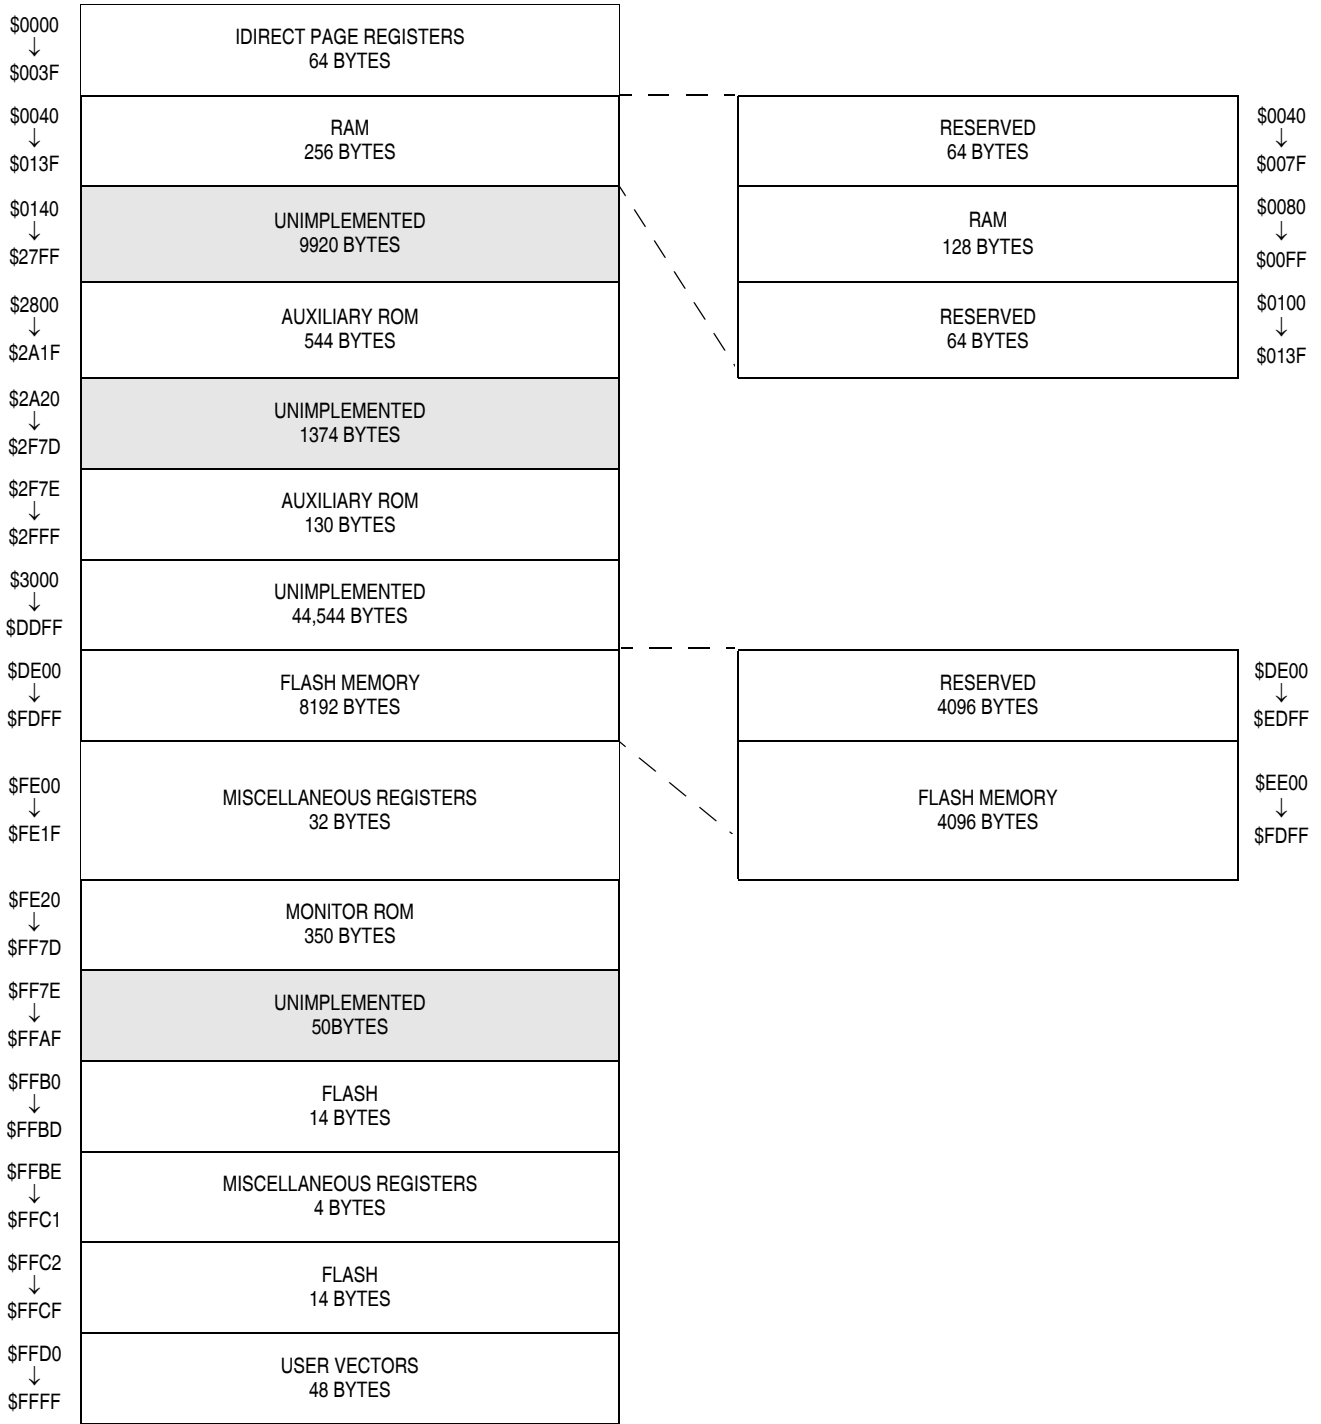 $0000
↓
$003F
IDIRECT PAGE REGISTERS
64 BYTES
$0040
↓
$013F
RAM
256 BYTES
$0140
↓
$27FF
UNIMPLEMENTED
9920 BYTES
$2800
↓
$2A1F
AUXILIARY ROM
544 BYTES
$2A20
↓
$2F7D
UNIMPLEMENTED
1374 BYTES
$2F7E
↓
$2FFF
AUXILIARY ROM
130 BYTES
$3000
↓
$DDFF
UNIMPLEMENTED
44,544 BYTES
$DE00
↓
$FDFF
FLASH MEMORY
8192 BYTES
$FE00
↓
$FE1F
MISCELLANEOUS REGISTERS
32 BYTES
$FE20
↓
$FF7D
MONITOR ROM
350 BYTES
$FF7E
↓
$FFAF
UNIMPLEMENTED
50BYTES
$FFB0
↓
$FFBD
FLASH
14 BYTES
$FFBE
↓
$FFC1
MISCELLANEOUS REGISTERS
4 BYTES
$FFC2
↓
$FFCF
FLASH
14 BYTES
$FFD0
↓
$FFFF
USER VECTORS
48 BYTES
RESERVED
64 BYTES
$0040
↓
$007F
RAM
128 BYTES
$0080
↓
$00FF
RESERVED
64 BYTES
$0100
↓
$013F
RESERVED
4096 BYTES
$DE00
↓
$EDFF
FLASH MEMORY
4096 BYTES
$EE00
↓
$FDFF